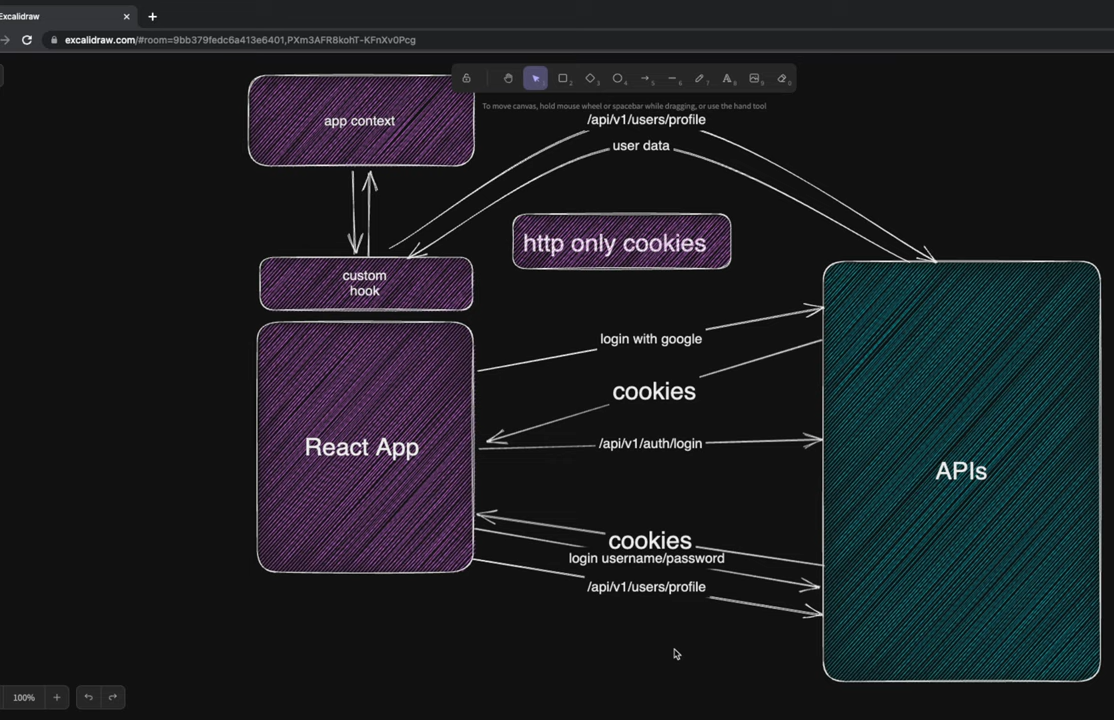 Excalidraw
excalidraw.com/#room=9bb379fedc6a413e6401,PXm3AFR8kohT-KFnXv0Pcg
To move canvas, hold mouse wheel or spacebar while dragging, or use the hand tool
app context
/api/v1/users/profile
user data
http only cookies
custom
hook
login with google
cookies
/api/v1/auth/login
React App
APIs
cookies
login username/password
/api/v1/users/profile
100%